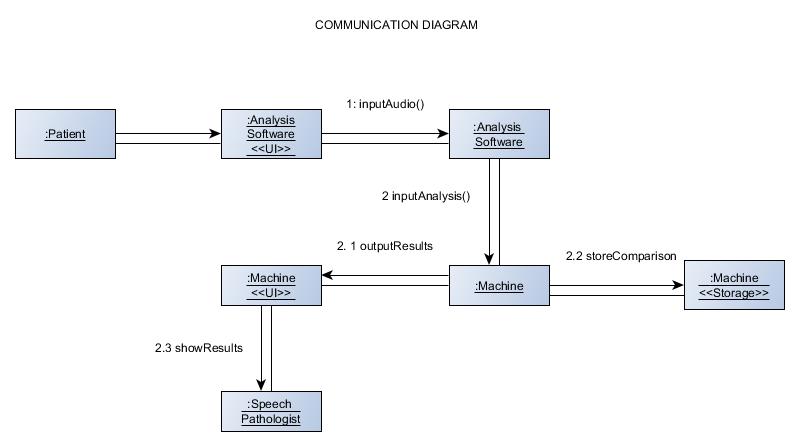 COMMUNICATION DIAGRAM
1: inputAudio()
:Patient
:Analysis
Software
<<UI>>
:Analysis
Software
2 inputAnalysis()
2. 1 outputResults
2.2 storeComparison
:Machine
<<UI>>
:Machine
:Machine
<<Storage>>
2.3 showResults
:Speech
Pathologist